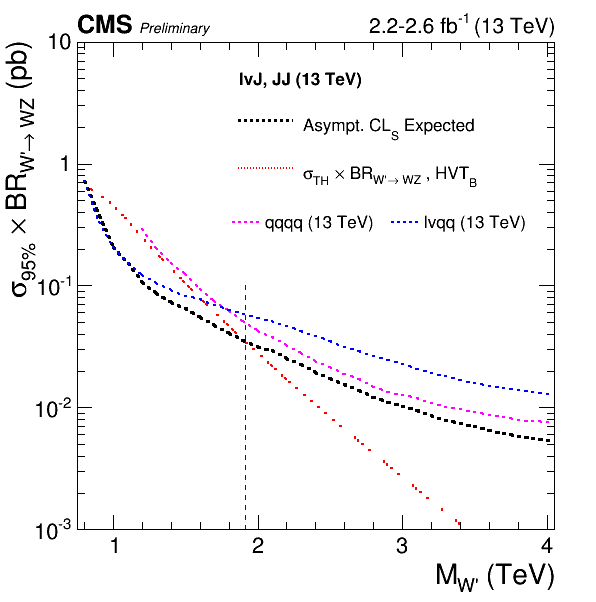 CMS Preliminary 2.2-2.6 fb⁻¹ (13 TeV)
σ95% × BRW'→ WZ (pb)
10
1
10⁻¹
10⁻²
10⁻³
lvJ, JJ (13 TeV)
Asympt. CLS Expected
σTH × BRW'→ WZ , HVTB
qqqq (13 TeV) lvqq (13 TeV)
1 2 3 4
MW' (TeV)